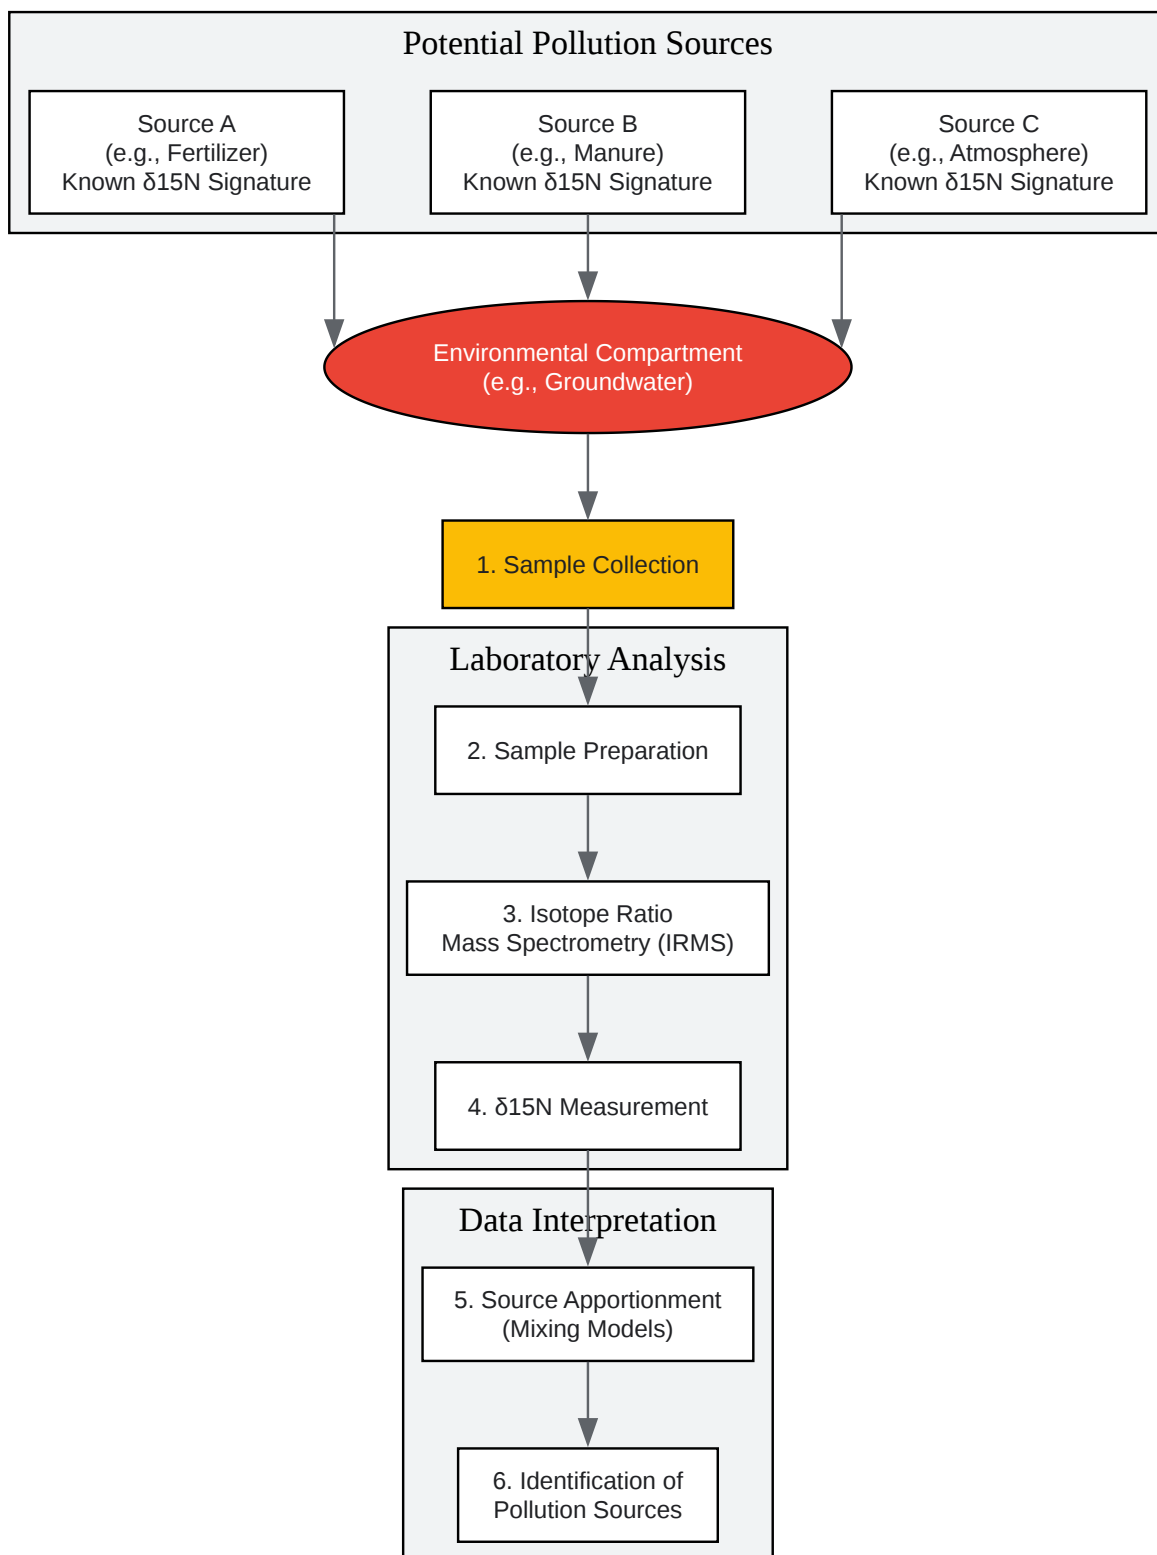 Potential Pollution Sources
Source A
(e.g., Fertilizer)
Known δ15N Signature
Source B
(e.g., Manure)
Known δ15N Signature
Source C
(e.g., Atmosphere)
Known δ15N Signature
Environmental Compartment
(e.g., Groundwater)
1. Sample Collection
Laboratory Analysis
2. Sample Preparation
3. Isotope Ratio
Mass Spectrometry (IRMS)
4. δ15N Measurement
Data Interpretation
5. Source Apportionment
(Mixing Models)
6. Identification of
Pollution Sources